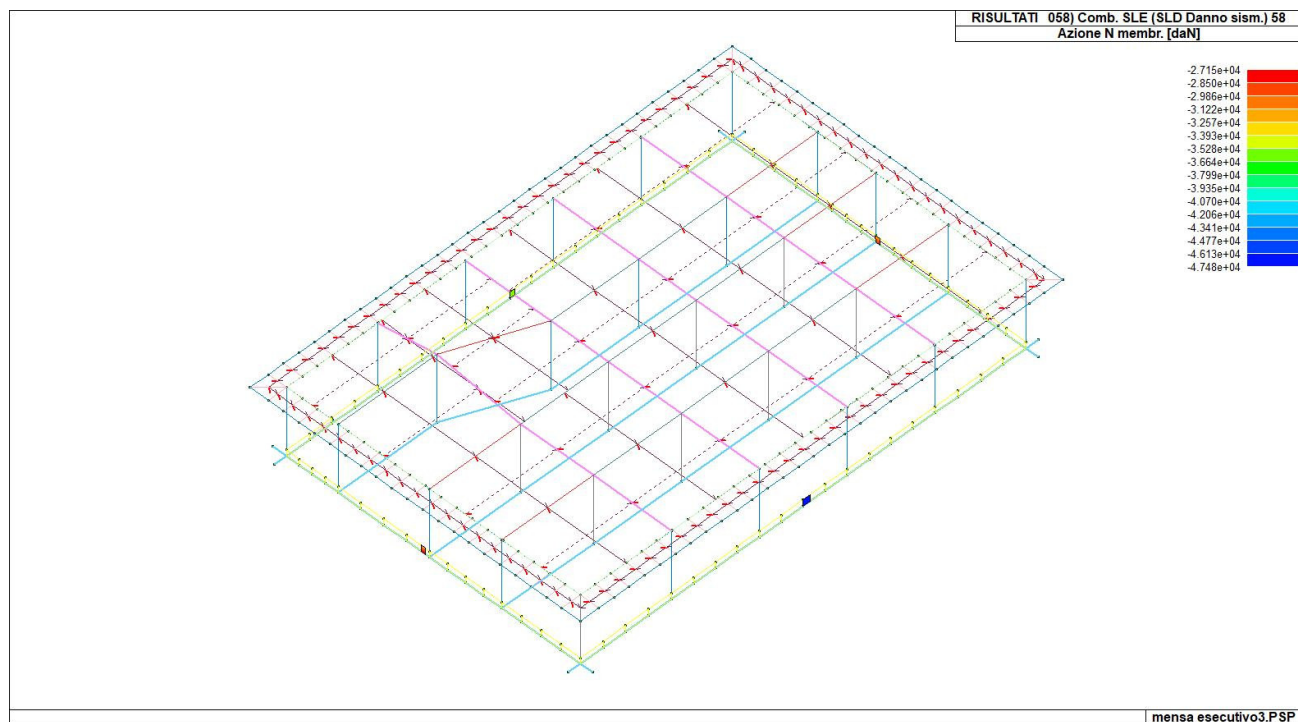 RISULTATI 058) Comb. SLE (SLD Danno sism.) 58
Azione N membr. [daN]
-2.715e+04
-2.850e+04
-2.986e+04
-3.122e+04
-3.257e+04
-3.393e+04
-3.528e+04
-3.664e+04
-3.799e+04
-3.935e+04
-4.070e+04
-4.206e+04
-4.341e+04
-4.477e+04
-4.613e+04
-4.748e+04
mensa esecutivo3.PSP